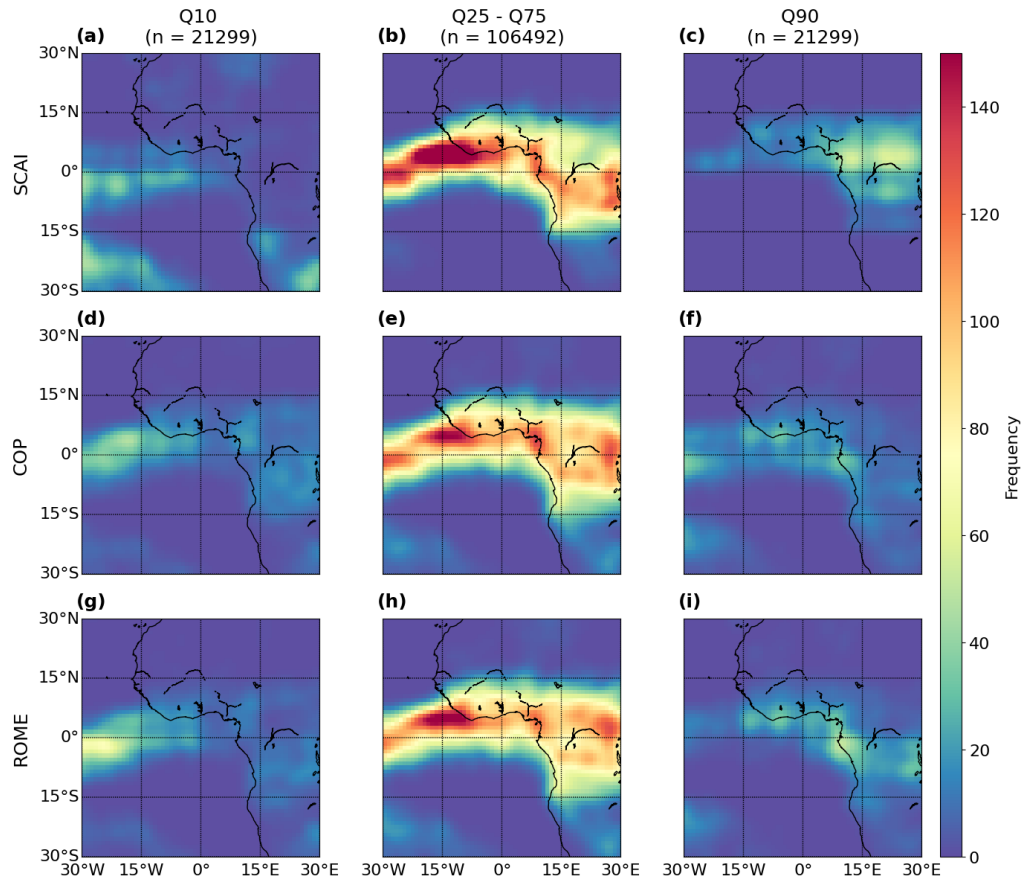 Q10
(n = 21299)
Q25 - Q75
(n = 106492)
Q90
(n = 21299)
(a)
(b)
(c)
30°N
15°N
0°
15°S
30°S
SCAI
(d)
(e)
(f)
30°N
15°N
0°
15°S
30°S
COP
(g)
(h)
(i)
30°N
15°N
0°
15°S
30°S
ROME
30°W 15°W 0° 15°E 30°W 15°W 0° 15°E 30°W 15°W 0° 15°E 30°E
140
120
100
80
60
40
20
0
Frequency